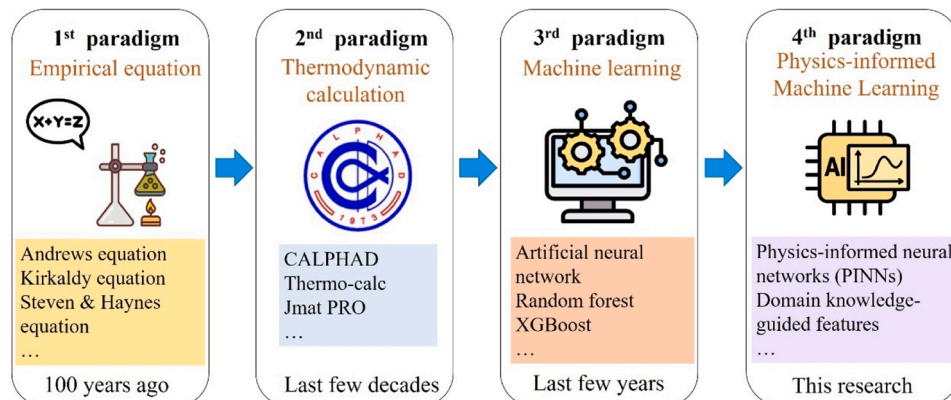 1st paradigm
Empirical equation
X+Y=Z
Andrews equation
Kirkaldy equation
Steven & Haynes
equation
…
100 years ago
2nd paradigm
Thermodynamic
calculation
CALPHAD
1973
CALPHAD
Thermo-calc
Jmat PRO
…
Last few decades
3rd paradigm
Machine learning
Artificial neural
network
Random forest
XGBoost
…
Last few years
4th paradigm
Physics-informed
Machine Learning
AI
Physics-informed neural
networks (PINNs)
Domain knowledge-
guided features
…
This research